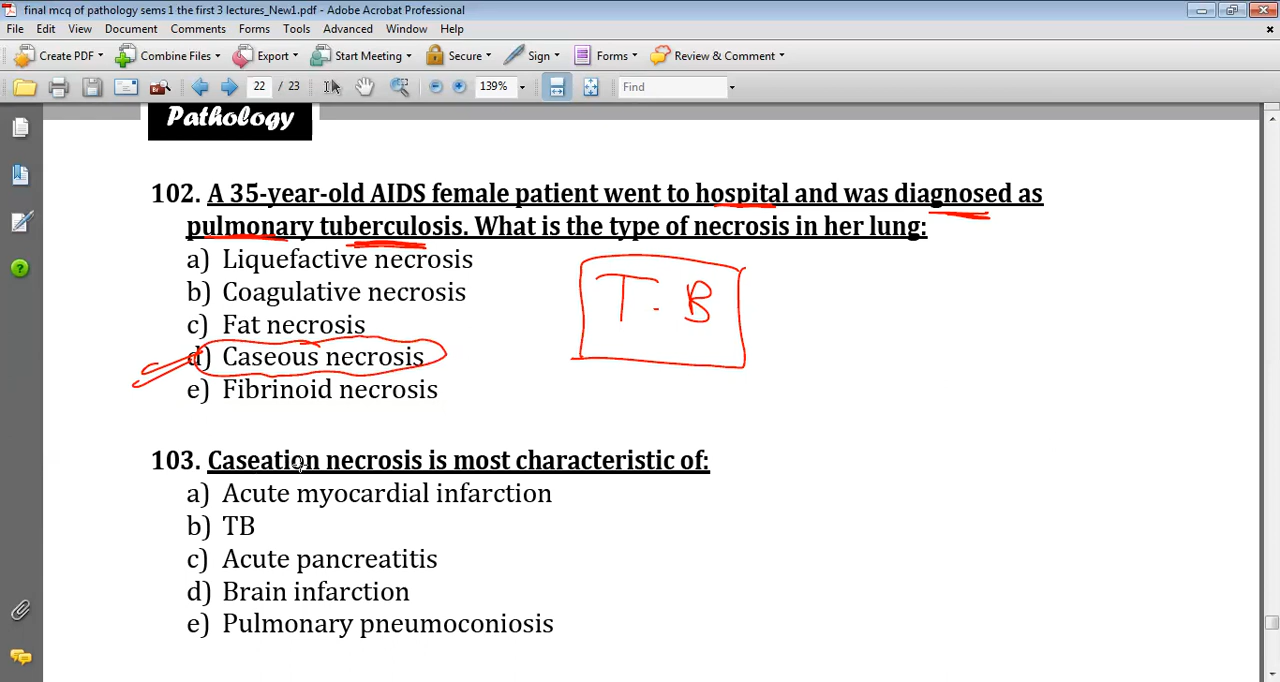 final mcq of pathology sems 1 the first 3 lectures_New1.pdf - Adobe Acrobat Professional
File Edit View Document Comments Forms Tools Advanced Window Help
Create PDF Combine Files Export Start Meeting Secure Sign Forms Review & Comment
22 / 23 139% Find
Pathology
102. A 35-year-old AIDS female patient went to hospital and was diagnosed as
pulmonary tuberculosis. What is the type of necrosis in her lung:
a) Liquefactive necrosis
b) Coagulative necrosis
T. B
c) Fat necrosis
d) Caseous necrosis
e) Fibrinoid necrosis
103. Caseation necrosis is most characteristic of:
a) Acute myocardial infarction
b) TB
c) Acute pancreatitis
d) Brain infarction
e) Pulmonary pneumoconiosis